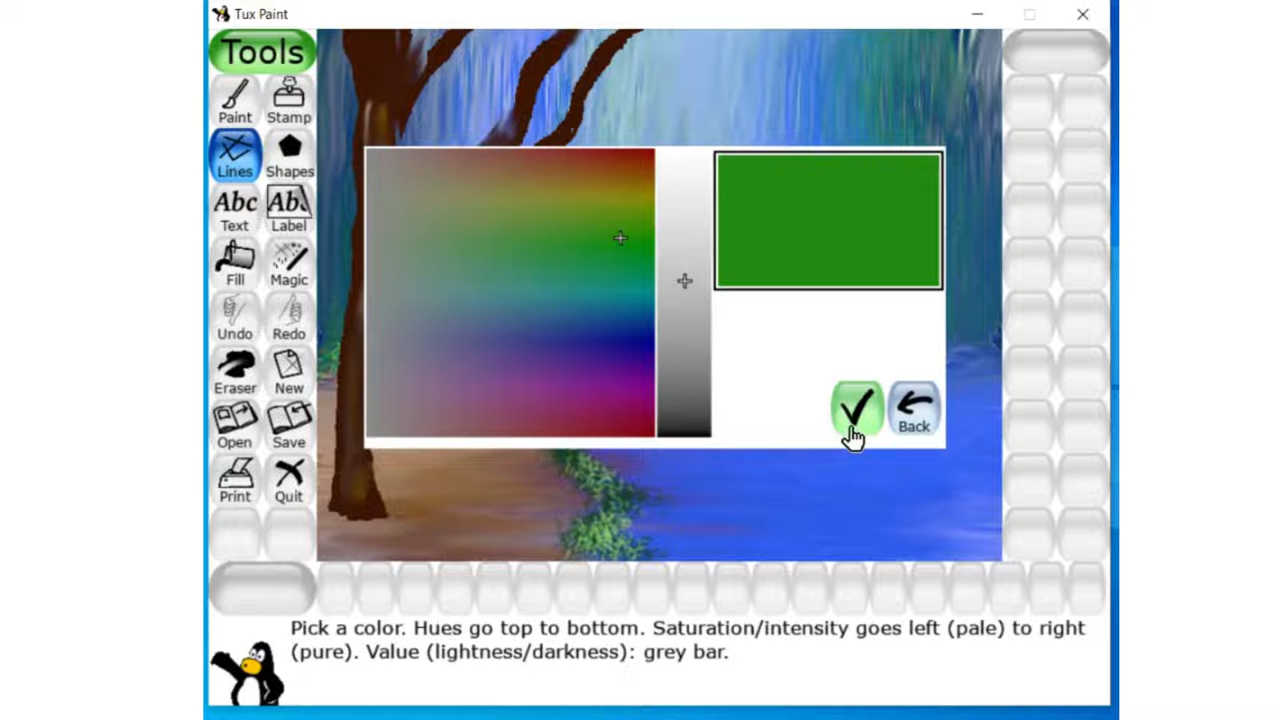 Tux Paint
Tools
Paint Stamp
Lines Shapes
Abc Abc
Text Label
Fill Magic
Undo Redo
Eraser New
Open Save
Print Quit
Back
Pick a color. Hues go top to bottom. Saturation/intensity goes left (pale) to right
(pure). Value (lightness/darkness): grey bar.